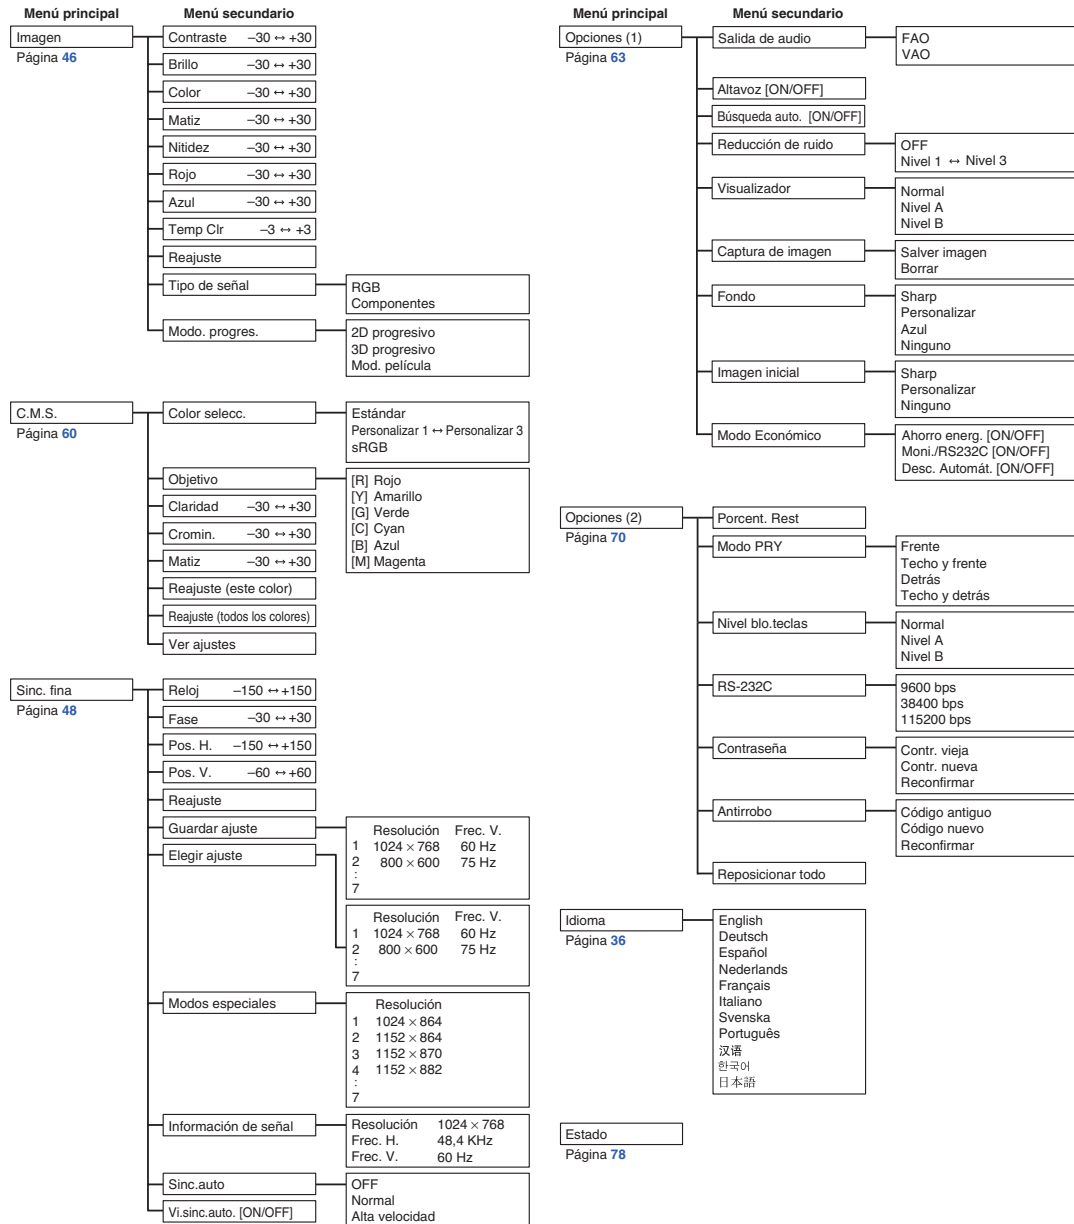 Menú principal Menú secundario
Imagen
Página 46
Contraste –30 ↔ +30
Brillo –30 ↔ +30
Color –30 ↔ +30
Matiz –30 ↔ +30
Nitidez –30 ↔ +30
Rojo –30 ↔ +30
Azul –30 ↔ +30
Temp Clr –3 ↔ +3
Reajuste
Tipo de señal
RGB
Componentes
Modo. progres.
2D progresivo
3D progresivo
Mod. película
C.M.S.
Página 60
Color selecc.
Estándar
Personalizar 1 ↔ Personalizar 3
sRGB
Objetivo
[R] Rojo
[Y] Amarillo
[G] Verde
[C] Cyan
[B] Azul
[M] Magenta
Claridad –30 ↔ +30
Cromin. –30 ↔ +30
Matiz –30 ↔ +30
Reajuste (este color)
Reajuste (todos los colores)
Ver ajustes
Sinc. fina
Página 48
Reloj –150 ↔ +150
Fase –30 ↔ +30
Pos. H. –150 ↔ +150
Pos. V. –60 ↔ +60
Reajuste
Guardar ajuste
Resolución Frec. V.
1 1024 × 768 60 Hz
2 800 × 600 75 Hz
:
7
Elegir ajuste
Resolución Frec. V.
1 1024 × 768 60 Hz
2 800 × 600 75 Hz
:
7
Modos especiales
Resolución
1 1024 × 864
2 1152 × 864
3 1152 × 870
4 1152 × 882
:
7
Información de señal
Resolución 1024 × 768
Frec. H. 48,4 KHz
Frec. V. 60 Hz
Sinc.auto
OFF
Normal
Alta velocidad
Vi.sinc.auto. [ON/OFF]
Menú principal Menú secundario
Opciones (1)
Página 63
Salida de audio
FAO
VAO
Altavoz [ON/OFF]
Búsqueda auto. [ON/OFF]
Reducción de ruido
OFF
Nivel 1 ↔ Nivel 3
Visualizador
Normal
Nivel A
Nivel B
Captura de imagen
Salver imagen
Borrar
Fondo
Sharp
Personalizar
Azul
Ninguno
Imagen inicial
Sharp
Personalizar
Ninguno
Modo Económico
Ahorro energ. [ON/OFF]
Moni./RS232C [ON/OFF]
Desc. Automát. [ON/OFF]
Opciones (2)
Página 70
Porcent. Rest
Modo PRY
Frente
Techo y frente
Detrás
Techo y detrás
Nivel blo.teclas
Normal
Nivel A
Nivel B
RS-232C
9600 bps
38400 bps
115200 bps
Contraseña
Contr. vieja
Contr. nueva
Reconfirmar
Antirrobo
Código antiguo
Código nuevo
Reconfirmar
Reposicionar todo
Idioma
Página 36
English
Deutsch
Español
Nederlands
Français
Italiano
Svenska
Português
汉语
한국어
日本語
Estado
Página 78